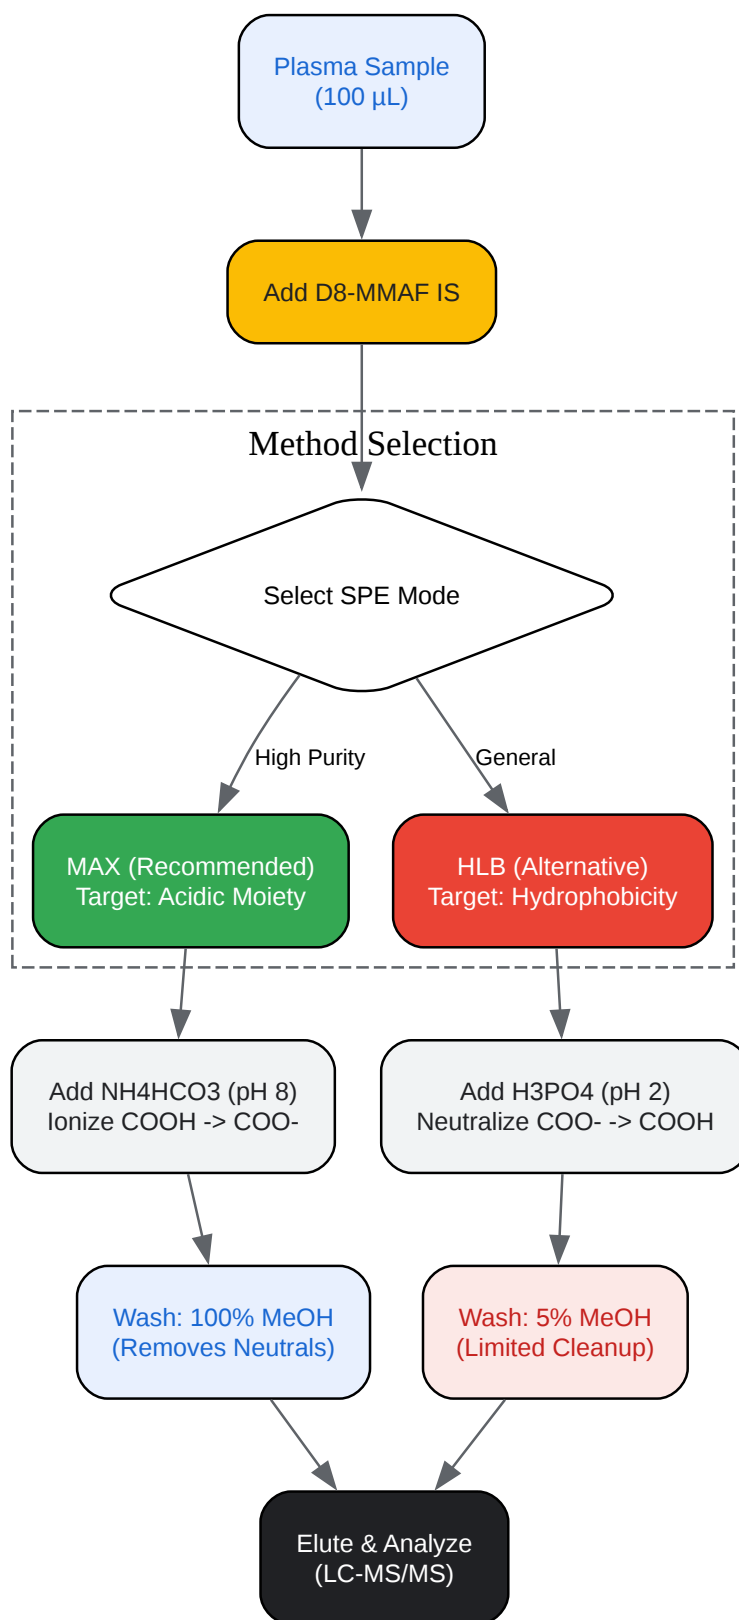 Plasma Sample
(100 µL)
Add D8-MMAF IS
Method Selection
Select SPE Mode
High Purity
General
MAX (Recommended)
Target: Acidic Moiety
HLB (Alternative)
Target: Hydrophobicity
Add NH4HCO3 (pH 8)
Ionize COOH -> COO-
Add H3PO4 (pH 2)
Neutralize COO- -> COOH
Wash: 100% MeOH
(Removes Neutrals)
Wash: 5% MeOH
(Limited Cleanup)
Elute & Analyze
(LC-MS/MS)